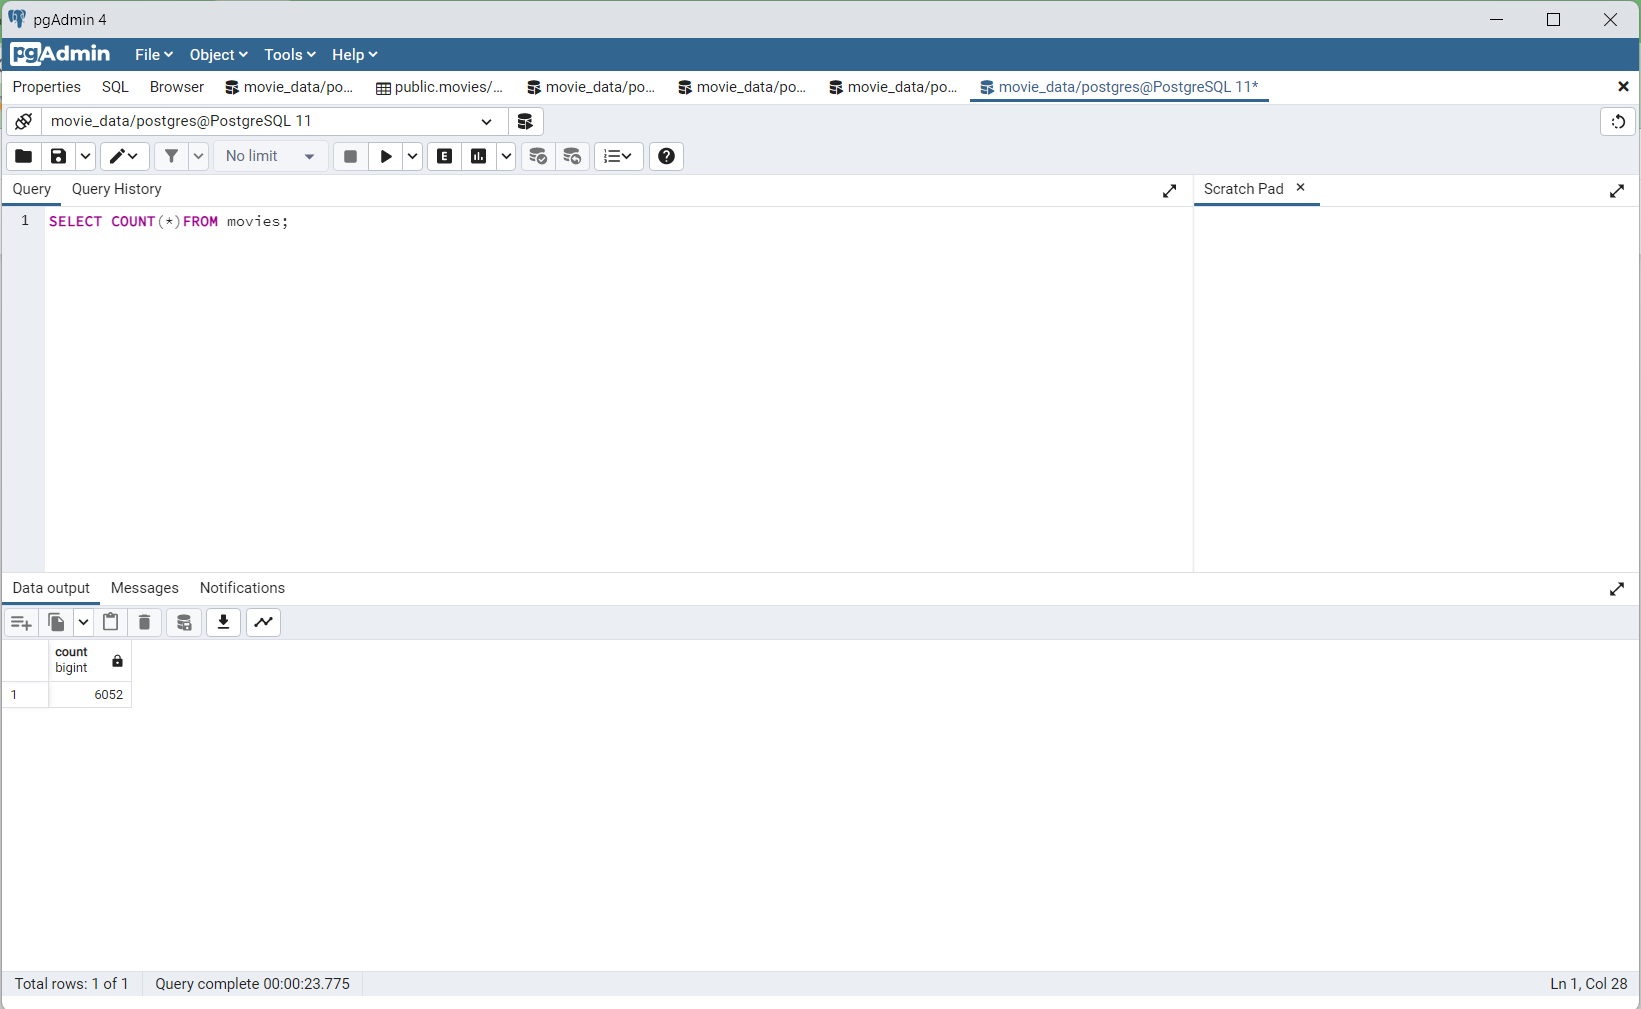 pgAdmin 4
pgAdmin File Object Tools Help
Properties SQL Browser movie_data/po... public.movies/... movie_data/po... movie_data/po... movie_data/po... movie_data/postgres@PostgreSQL 11*
movie_data/postgres@PostgreSQL 11
No limit E
Query Query History Scratch Pad
1 SELECT COUNT(*)FROM movies;
Data output Messages Notifications
count
bigint
1 6052
Total rows: 1 of 1 Query complete 00:00:23.775 Ln 1, Col 28